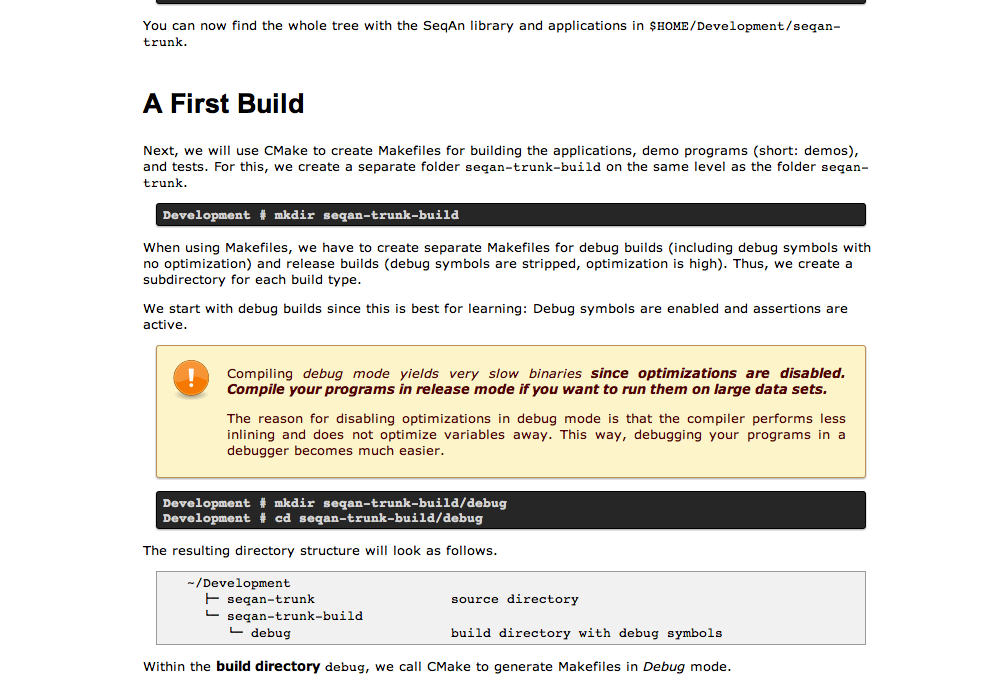 You can now find the whole tree with the SeqAn library and applications in $HOME/Development/seqan-
trunk.
A First Build
Next, we will use CMake to create Makefiles for building the applications, demo programs (short: demos),
and tests. For this, we create a separate folder seqan-trunk-build on the same level as the folder seqan-
trunk.
Development # mkdir seqan-trunk-build
When using Makefiles, we have to create separate Makefiles for debug builds (including debug symbols with
no optimization) and release builds (debug symbols are stripped, optimization is high). Thus, we create a
subdirectory for each build type.
We start with debug builds since this is best for learning: Debug symbols are enabled and assertions are
active.
Compiling debug mode yields very slow binaries since optimizations are disabled.
Compile your programs in release mode if you want to run them on large data sets.
The reason for disabling optimizations in debug mode is that the compiler performs less
inlining and does not optimize variables away. This way, debugging your programs in a
debugger becomes much easier.
Development # mkdir seqan-trunk-build/debug
Development # cd seqan-trunk-build/debug
The resulting directory structure will look as follows.
~/Development
├─ seqan-trunk source directory
└─ seqan-trunk-build
└─ debug build directory with debug symbols
Within the build directory debug, we call CMake to generate Makefiles in Debug mode.